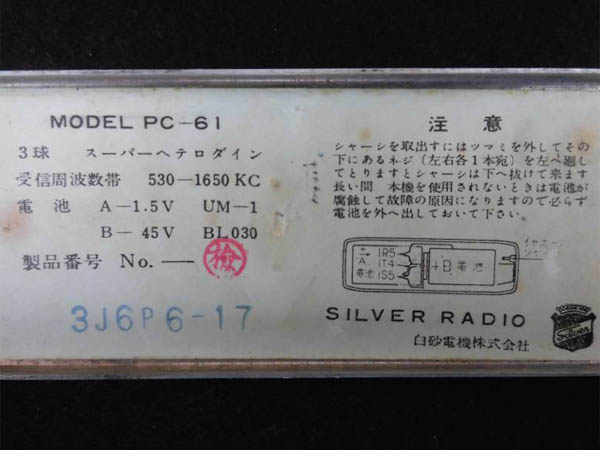 MODEL PC-61
3球 スーパーヘテロダイン
受信周波数帯 530-1650 KC
電池 A-1.5V UM-1
B-45V BL030
製品番号 No.―
検
3J6P6-17
注意
シャーシを取出すにはツマミを外してその
下にあるネジ(左右各1本宛)を左へ廻し
てとりますとシャーシは下へ抜けて来ます
長い間 本機を使用されないときは電池が
腐蝕して故障の原因になりますので必らず
電池を外へ出しておいて下さい。
A
電池
1R5
1T4
1S5
+B電池
イヤホー
SILVER RADIO
白砂電機株式会社
Silver